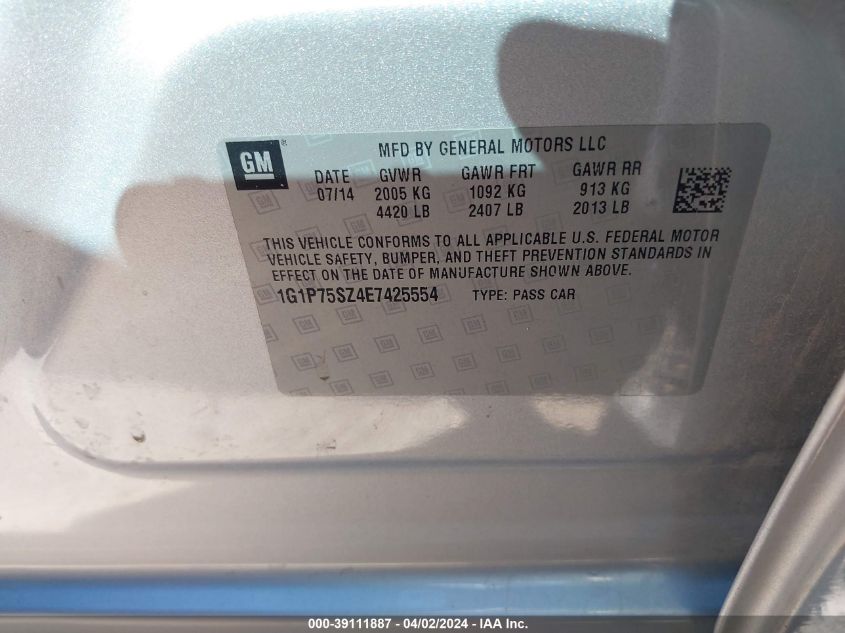 GM ®
MFD BY GENERAL MOTORS LLC
DATE GVWR GAWR FRT GAWR RR
07/14 2005 KG 1092 KG 913 KG
4420 LB 2407 LB 2013 LB
THIS VEHICLE CONFORMS TO ALL APPLICABLE U.S. FEDERAL MOTOR
VEHICLE SAFETY, BUMPER, AND THEFT PREVENTION STANDARDS IN
EFFECT ON THE DATE OF MANUFACTURE SHOWN ABOVE.
1G1P75SZ4E7425554 TYPE: PASS CAR
000-39111887 - 04/02/2024 - IAA Inc.